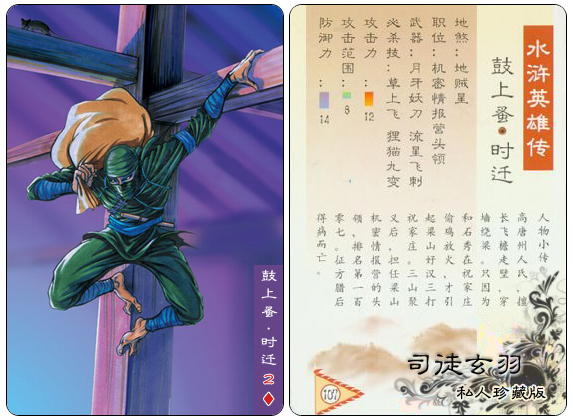 鼓上蚤·时迁
2
水浒英雄传
鼓上蚤·时迁
地煞：地贼星
职位：机密情报营头领
武器：月牙妖刀 流星飞刺
必杀技：草上飞 狸猫九变
攻击力：12
攻击范围：8
防御力：14
人物小传
高唐州人氏，擅
长飞檐走壁，穿
墙绕梁。只因为
和石秀在祝家庄
偷鸡放火，才引
起梁山好汉三打
祝家庄。三山聚
义后，担任梁山
机密情报营的头
领，排名第一百
零七。征方腊后
得病而亡。
107
司徒玄羽
私人珍藏版